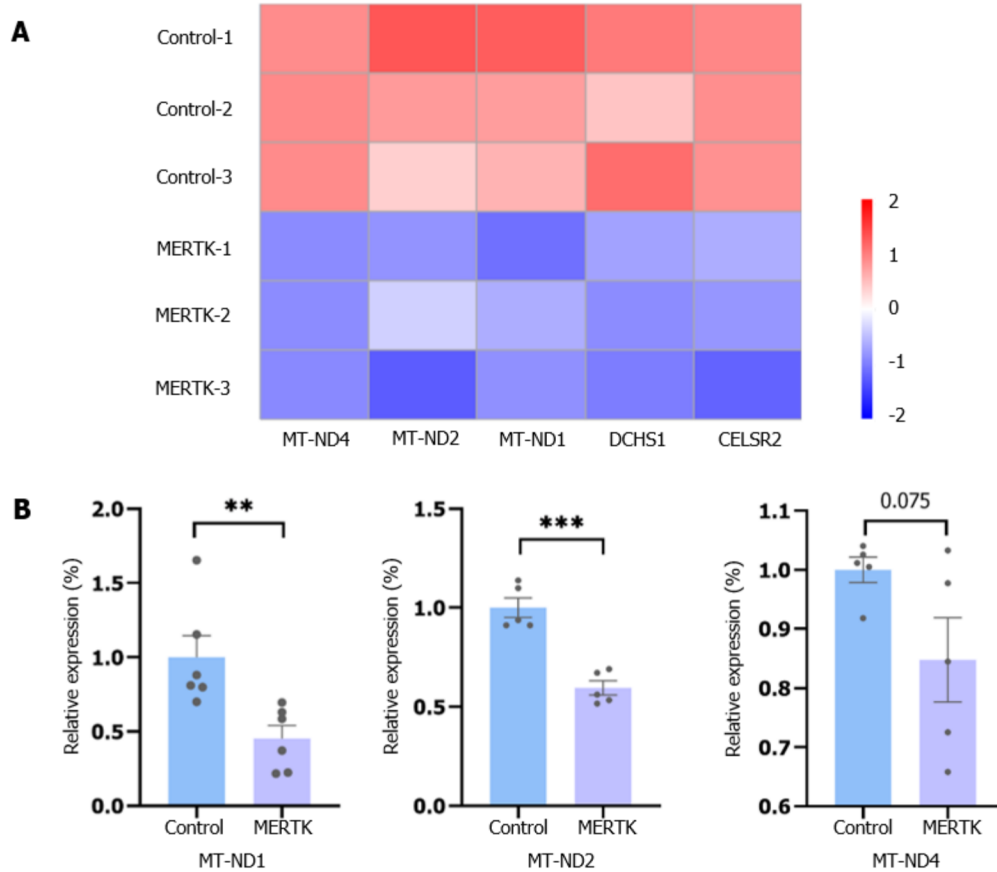 A
Control-1
Control-2
Control-3
MERTK-1
MERTK-2
MERTK-3
MT-ND4 MT-ND2 MT-ND1 DCHS1 CELSR2
2
1
0
-1
-2
B
Relative expression (%)
2.0
1.5
1.0
0.5
0.0
**
Control MERTK
MT-ND1
Relative expression (%)
1.5
1.0
0.5
0.0
***
Control MERTK
MT-ND2
Relative expression (%)
1.1
1.0
0.9
0.8
0.7
0.6
0.075
Control MERTK
MT-ND4